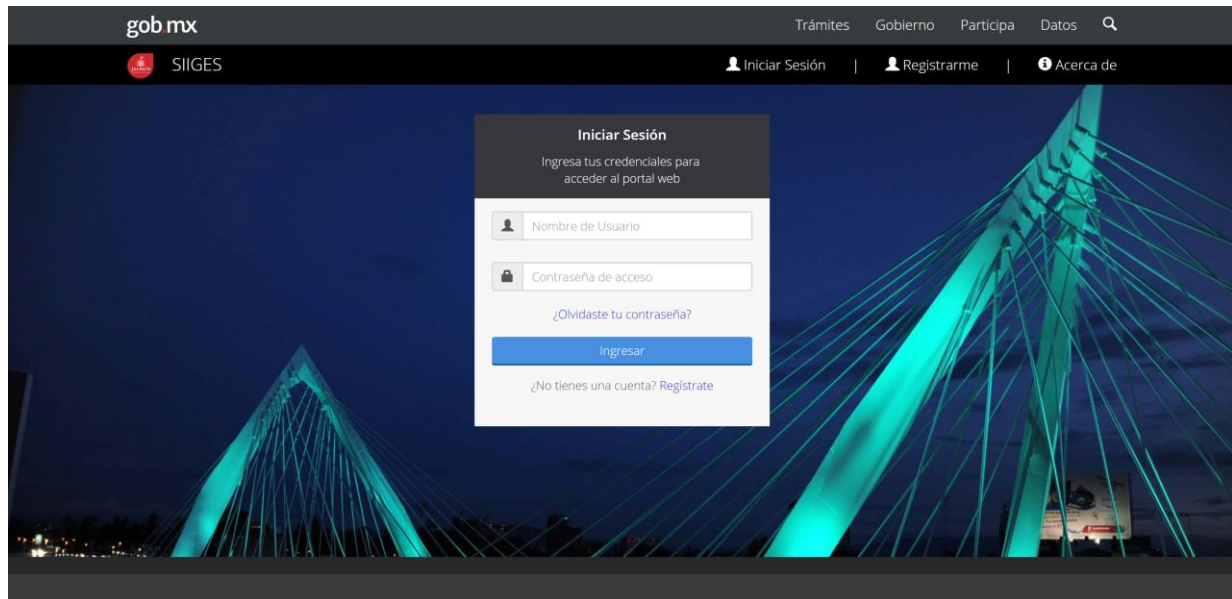 gob.mx
Trámites Gobierno Participa Datos
SIIGES
Iniciar Sesión | Registrarme | Acerca de
Iniciar Sesión
Ingresa tus credenciales para
acceder al portal web
Nombre de Usuario
Contraseña de acceso
¿Olvidaste tu contraseña?
Ingresar
¿No tienes una cuenta? Regístrate